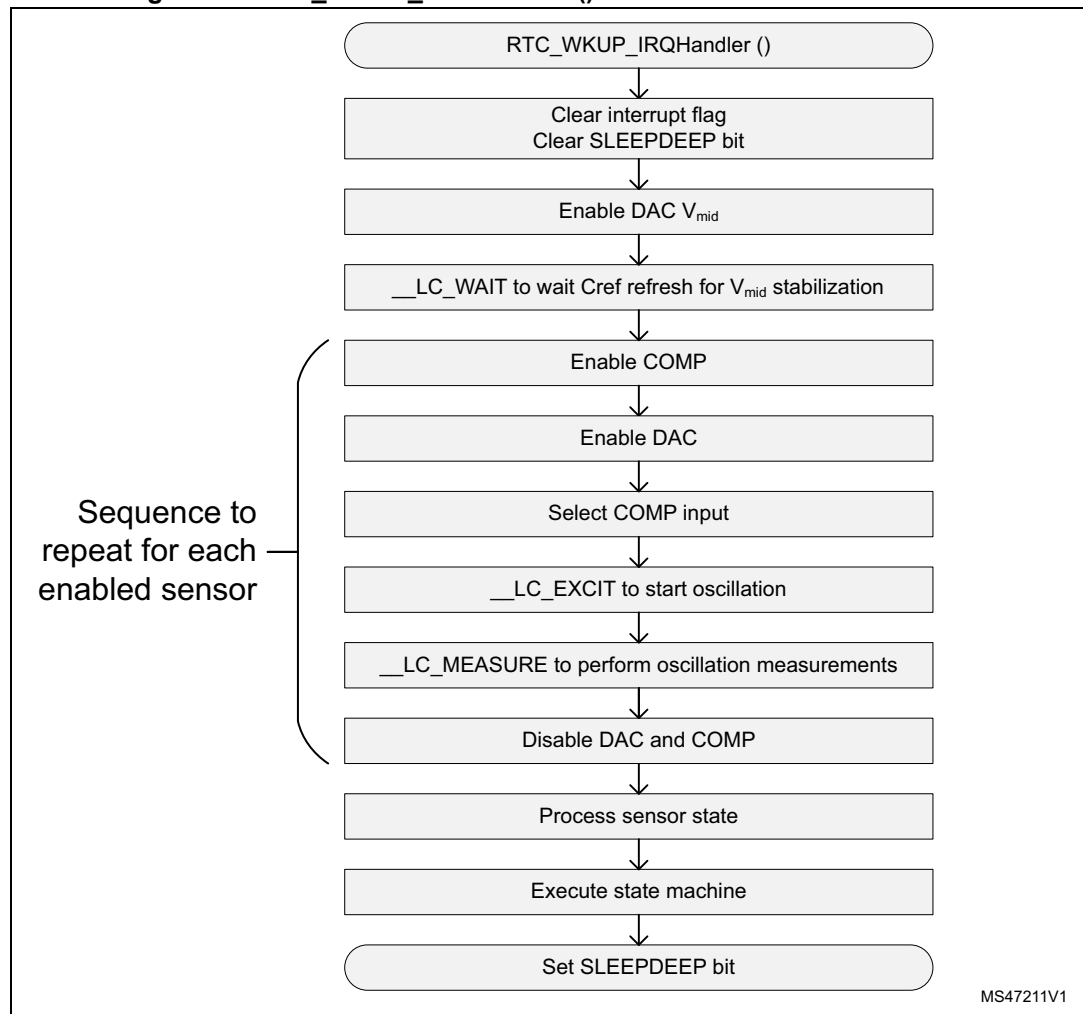 RTC_WKUP_IRQHandler ()
Clear interrupt flag
Clear SLEEPDEEP bit
Enable DAC Vmid
__LC_WAIT to wait Cref refresh for Vmid stabilization
Enable COMP
Enable DAC
Select COMP input
Sequence to
repeat for each
enabled sensor
__LC_EXCIT to start oscillation
__LC_MEASURE to perform oscillation measurements
Disable DAC and COMP
Process sensor state
Execute state machine
Set SLEEPDEEP bit
MS47211V1